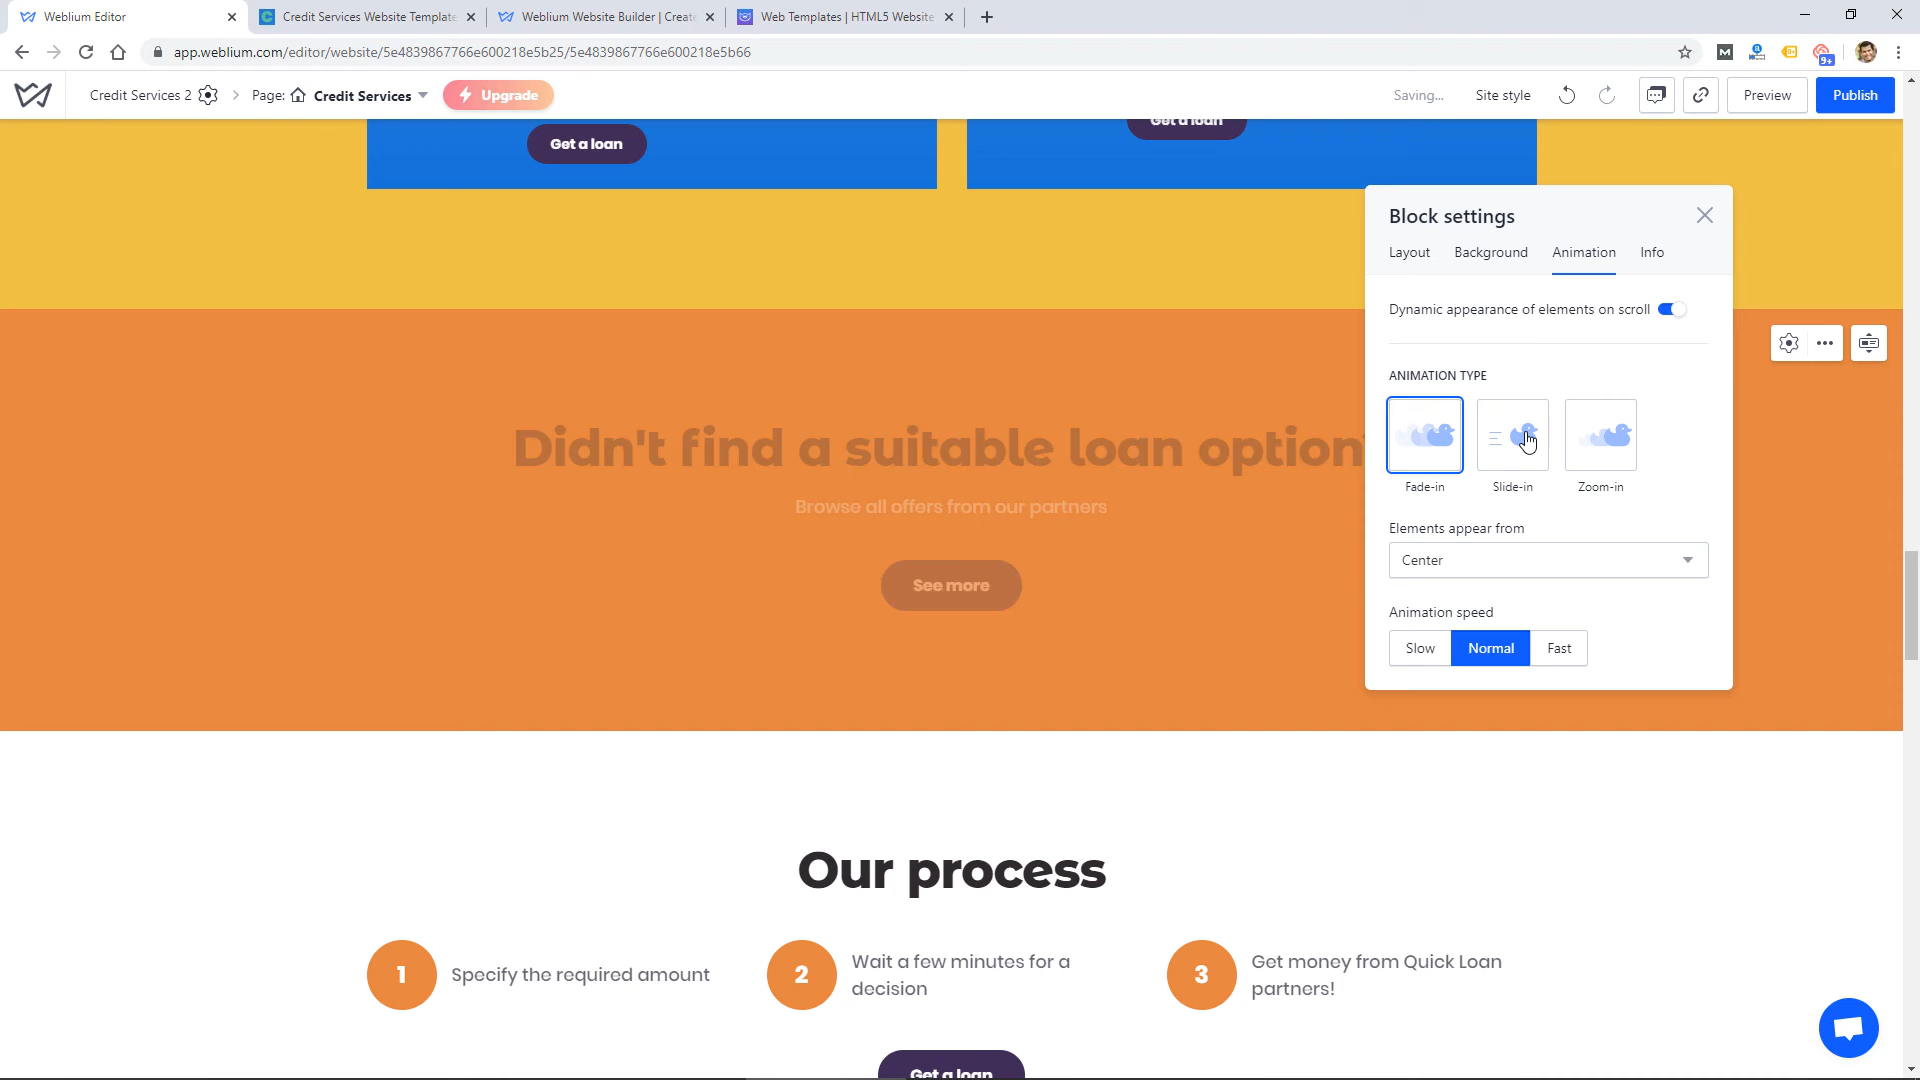 Weblium Editor
Credit Services Website Template
Weblium Website Builder | Create
Web Templates | HTML5 Website
app.weblium.com/editor/website/5e4839867766e600218e5b25/5e4839867766e600218e5b66
9+
Credit Services 2
Page: Credit Services
Upgrade
Saving...
Site style
Preview
Publish
Get a loan
Get a loan
Block settings
Layout Background Animation Info
Dynamic appearance of elements on scroll
ANIMATION TYPE
Fade-in Slide-in Zoom-in
Elements appear from
Center
Animation speed
Slow Normal Fast
Didn't find a suitable loan option
Browse all offers from our partners
See more
Our process
1 Specify the required amount
2 Wait a few minutes for a
decision
3 Get money from Quick Loan
partners!
Get a loan